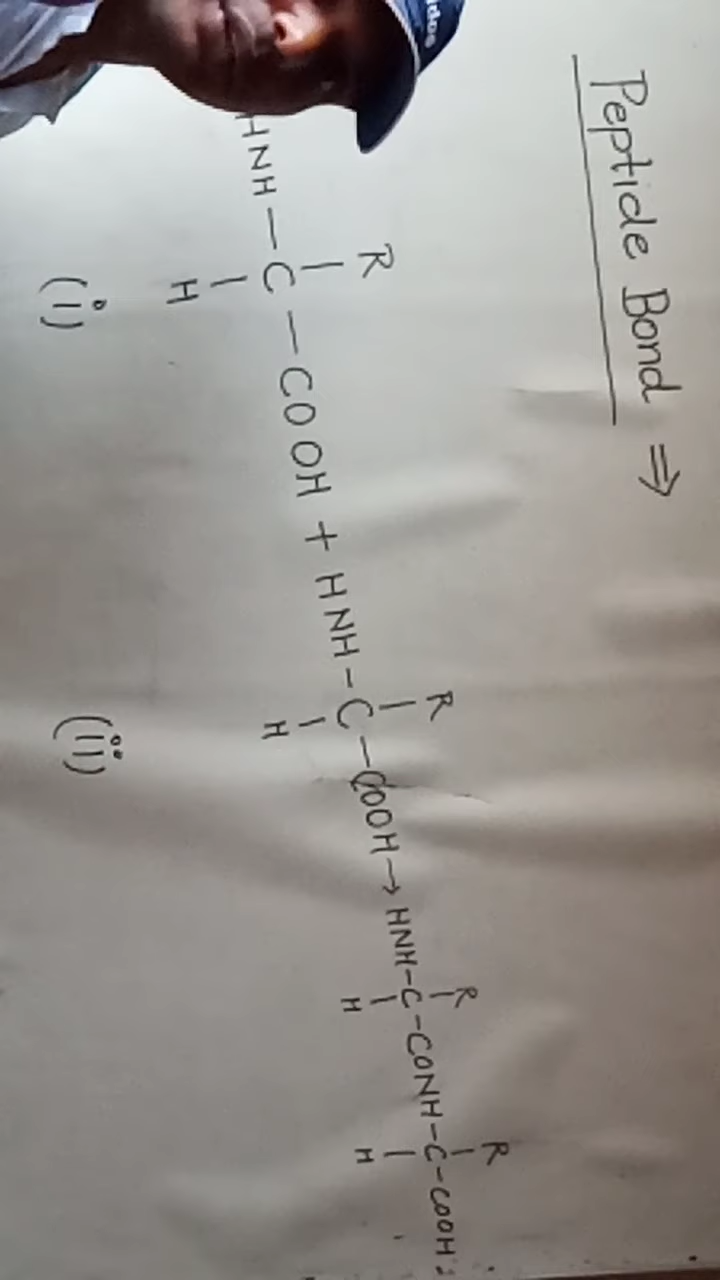 Peptide Bond ⇒
R R R R
HNH — C — COOH + HNH — C — COOH → HNH — C — CONH — C — COOH
H H H H
(i) (ii)